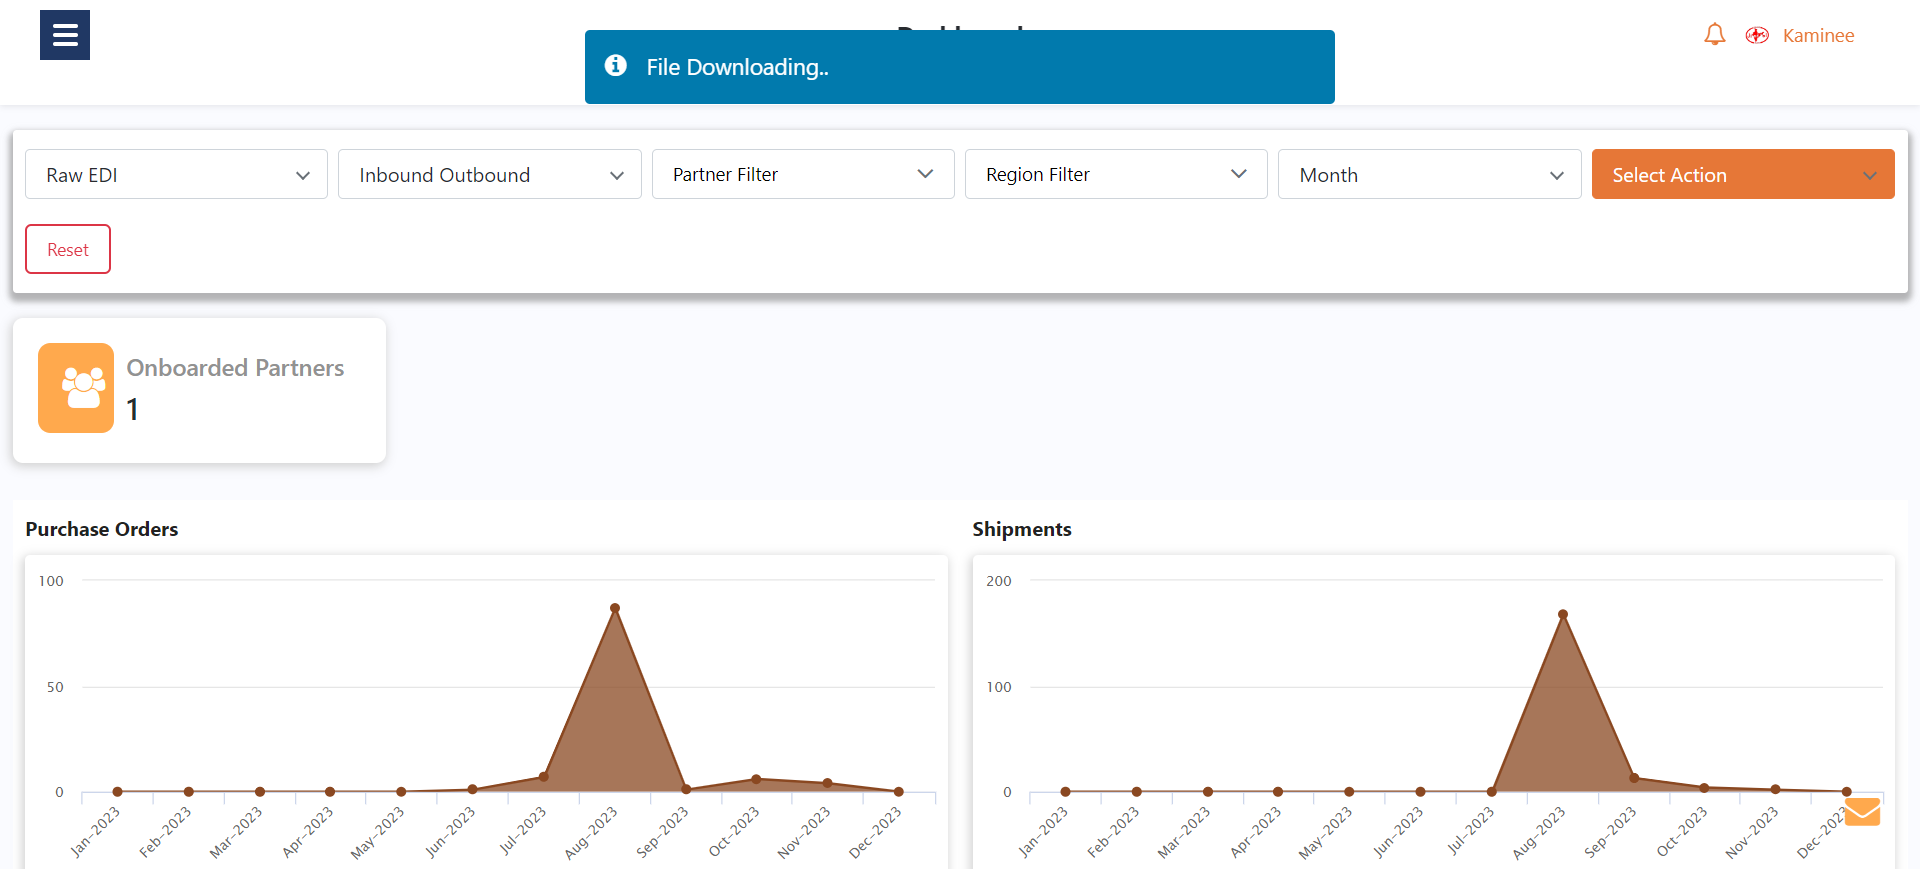 File Downloading..
Kaminee
Raw EDI
Inbound Outbound
Partner Filter
Region Filter
Month
Select Action
Reset
Onboarded Partners
1
Purchase Orders
100
50
0
Jan-2023
Feb-2023
Mar-2023
Apr-2023
May-2023
Jun-2023
Jul-2023
Aug-2023
Sep-2023
Oct-2023
Nov-2023
Dec-2023
Shipments
200
100
0
Jan-2023
Feb-2023
Mar-2023
Apr-2023
May-2023
Jun-2023
Jul-2023
Aug-2023
Sep-2023
Oct-2023
Nov-2023
Dec-2023